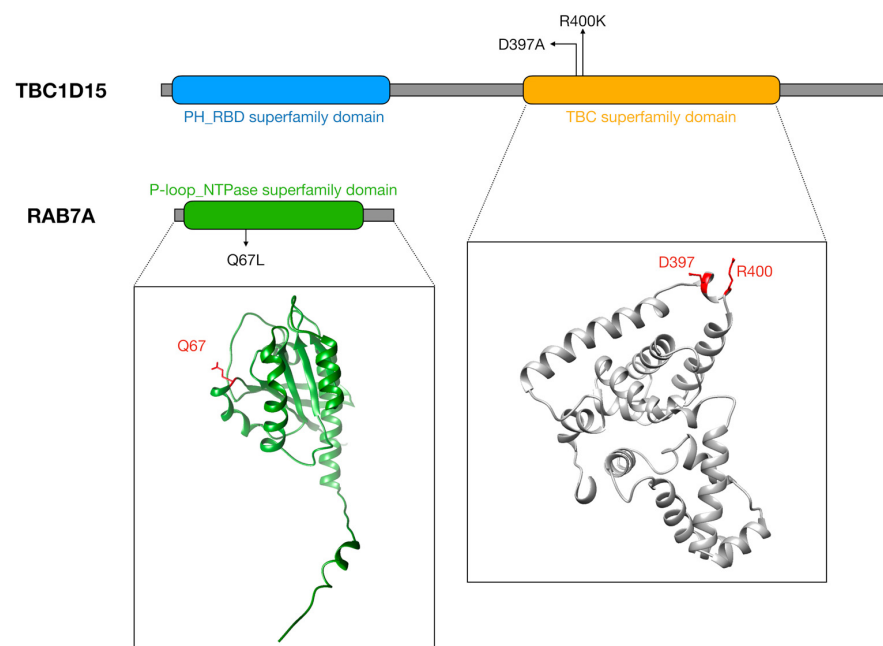 R400K
D397A
TBC1D15
PH_RBD superfamily domain
TBC superfamily domain
P-loop_NTPase superfamily domain
RAB7A
Q67L
D397
R400
Q67